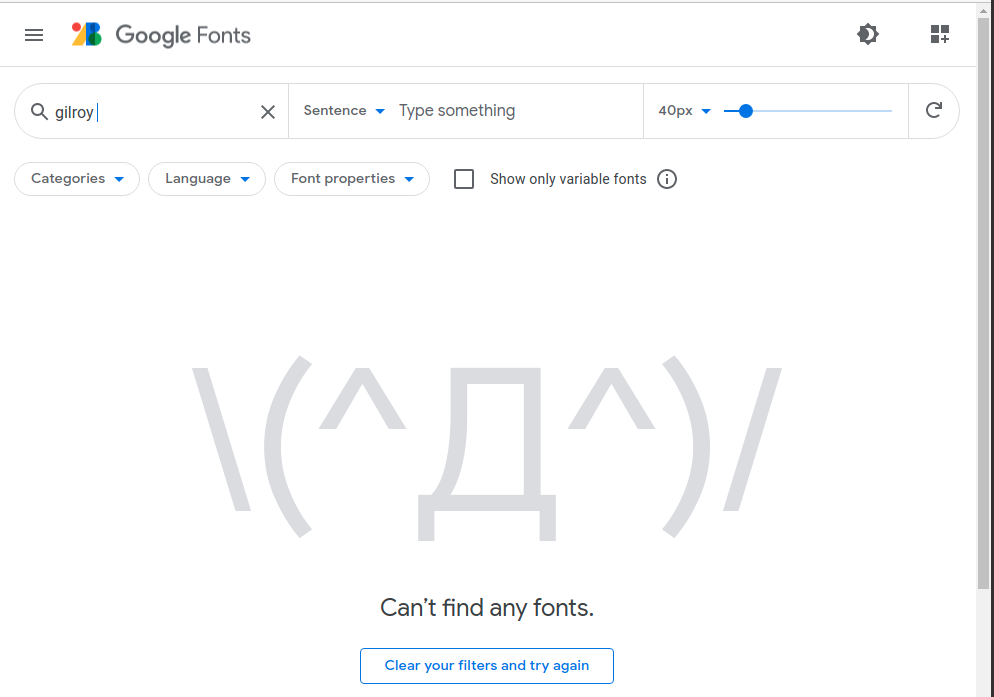 Google Fonts
gilroy
Sentence
Type something
40px
Categories
Language
Font properties
Show only variable fonts
\(^Д^)/
Can’t find any fonts.
Clear your filters and try again